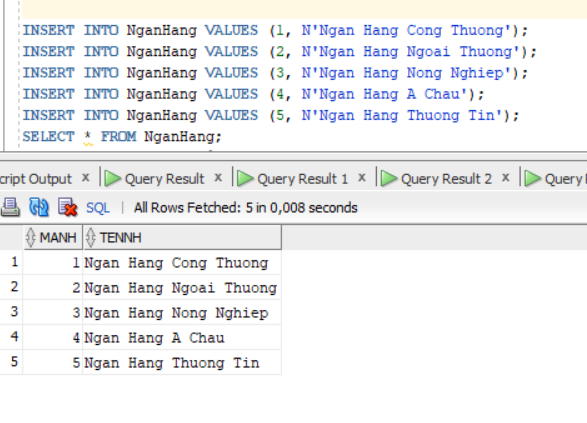 INSERT INTO NganHang VALUES (1, N'Ngan Hang Cong Thuong');
INSERT INTO NganHang VALUES (2, N'Ngan Hang Ngoai Thuong');
INSERT INTO NganHang VALUES (3, N'Ngan Hang Nong Nghiep');
INSERT INTO NganHang VALUES (4, N'Ngan Hang A Chau');
INSERT INTO NganHang VALUES (5, N'Ngan Hang Thuong Tin');
SELECT * FROM NganHang;
cript Output x Query Result x Query Result 1 x Query Result 2 x Query
SQL | All Rows Fetched: 5 in 0,008 seconds
MANH TENNH
1 1 Ngan Hang Cong Thuong
2 2 Ngan Hang Ngoai Thuong
3 3 Ngan Hang Nong Nghiep
4 4 Ngan Hang A Chau
5 5 Ngan Hang Thuong Tin